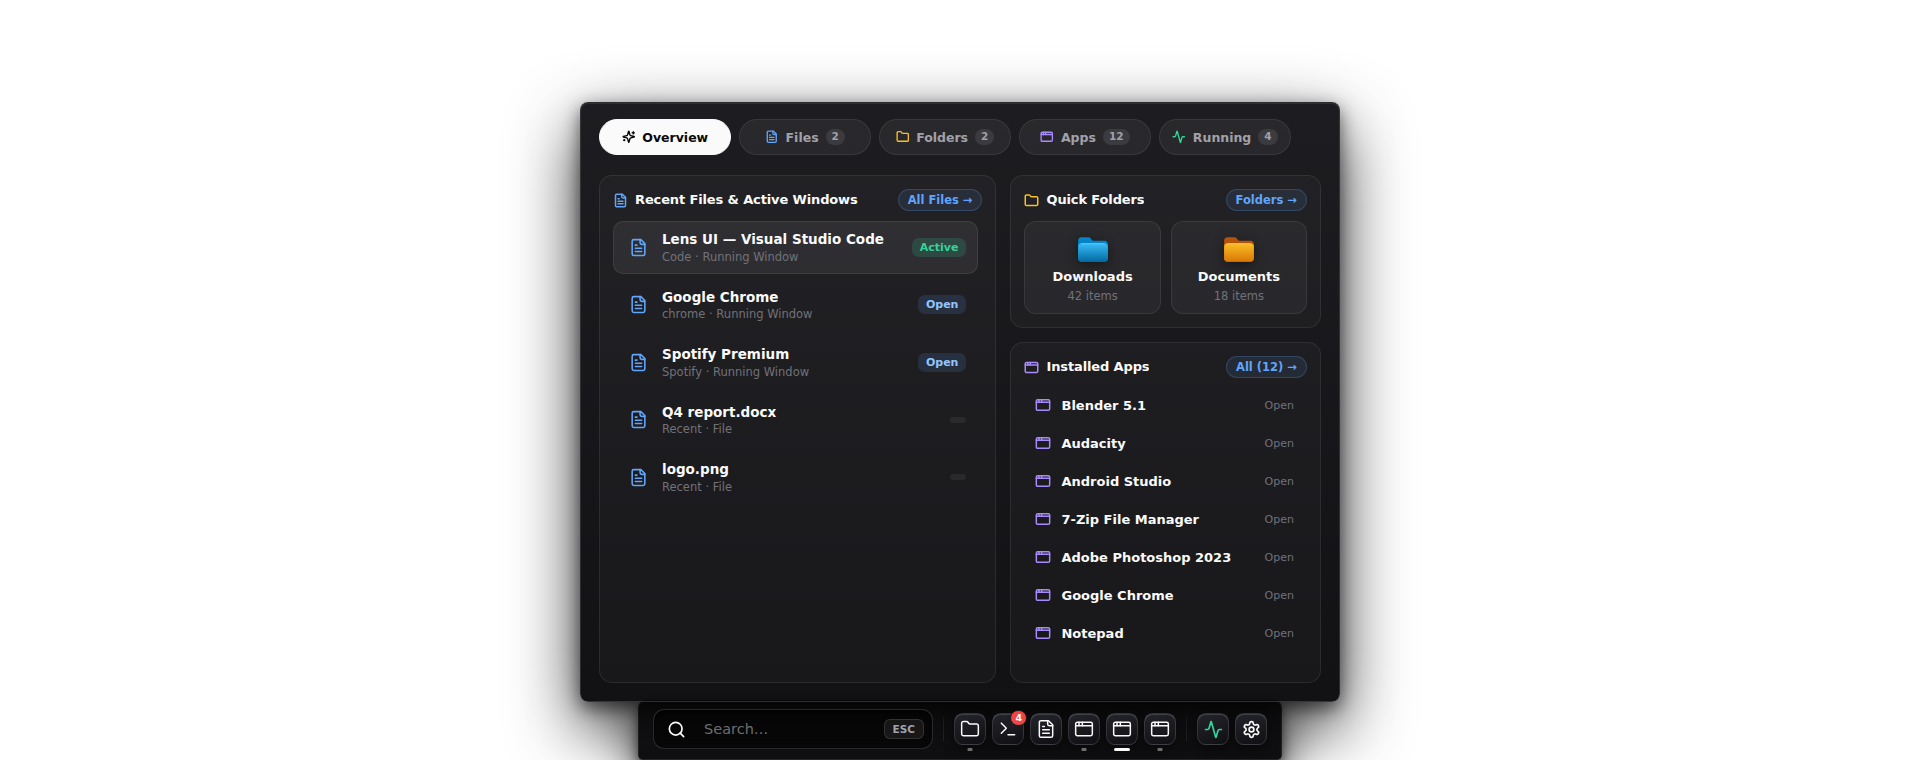 Overview
Files 2
Folders 2
Apps 12
Running 4
Recent Files & Active Windows
All Files →
Lens UI — Visual Studio Code
Code · Running Window
Active
Google Chrome
chrome · Running Window
Open
Spotify Premium
Spotify · Running Window
Open
Q4 report.docx
Recent · File
logo.png
Recent · File
Quick Folders
Folders →
Downloads
42 items
Documents
18 items
Installed Apps
All (12) →
Blender 5.1
Open
Audacity
Open
Android Studio
Open
7-Zip File Manager
Open
Adobe Photoshop 2023
Open
Google Chrome
Open
Notepad
Open
Search...
ESC
4